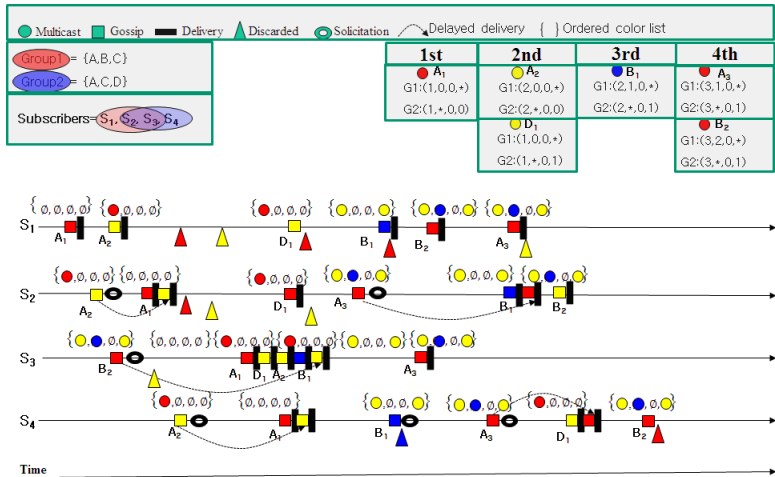 Multicast Gossip Delivery Discarded Solicitation Delayed delivery { } Ordered color list
Group1 = {A,B,C}
Group2 = {A,C,D}
Subscribers={S1, S2, S3, S4}
1st 2nd 3rd 4th
A1 A2 B1 A3
G1:(1,0,0,*) G1:(2,0,0,*) G1:(2,1,0,*) G1:(3,1,0,*)
G2:(1,*,0,0) G2:(2,*,0,0) G2:(2,*,0,1) G2:(3,*,0,1)
D1 B2
G1:(1,0,0,*) G1:(3,2,0,*)
G2:(1,*,0,1) G2:(3,*,0,1)
{∅,∅,∅,∅} { ,∅,∅,∅} { ,∅,∅,∅} { ,∅,∅, } { , ,∅, } { , ,∅, }
S1
A1 A2 D1 B1 B2 A3
{ ,∅,∅,∅} {∅,∅,∅,∅} { ,∅,∅,∅} { , ,∅, } { ,∅,∅, } { , ,∅, }
S2
A2 A1 D1 A3 B1 B2
{ , ,∅, } {∅,∅,∅,∅} { ,∅,∅,∅} { ,∅,∅,∅} { ,∅,∅, } { , ,∅, }
S3
B2 A1 D1 A2 B1 A3
{ ,∅,∅,∅} {∅,∅,∅,∅} { ,∅,∅, } { , ,∅, } { ,∅,∅,∅} { , ,∅, }
S4
A2 A1 B1 A3 D1 B2
Time